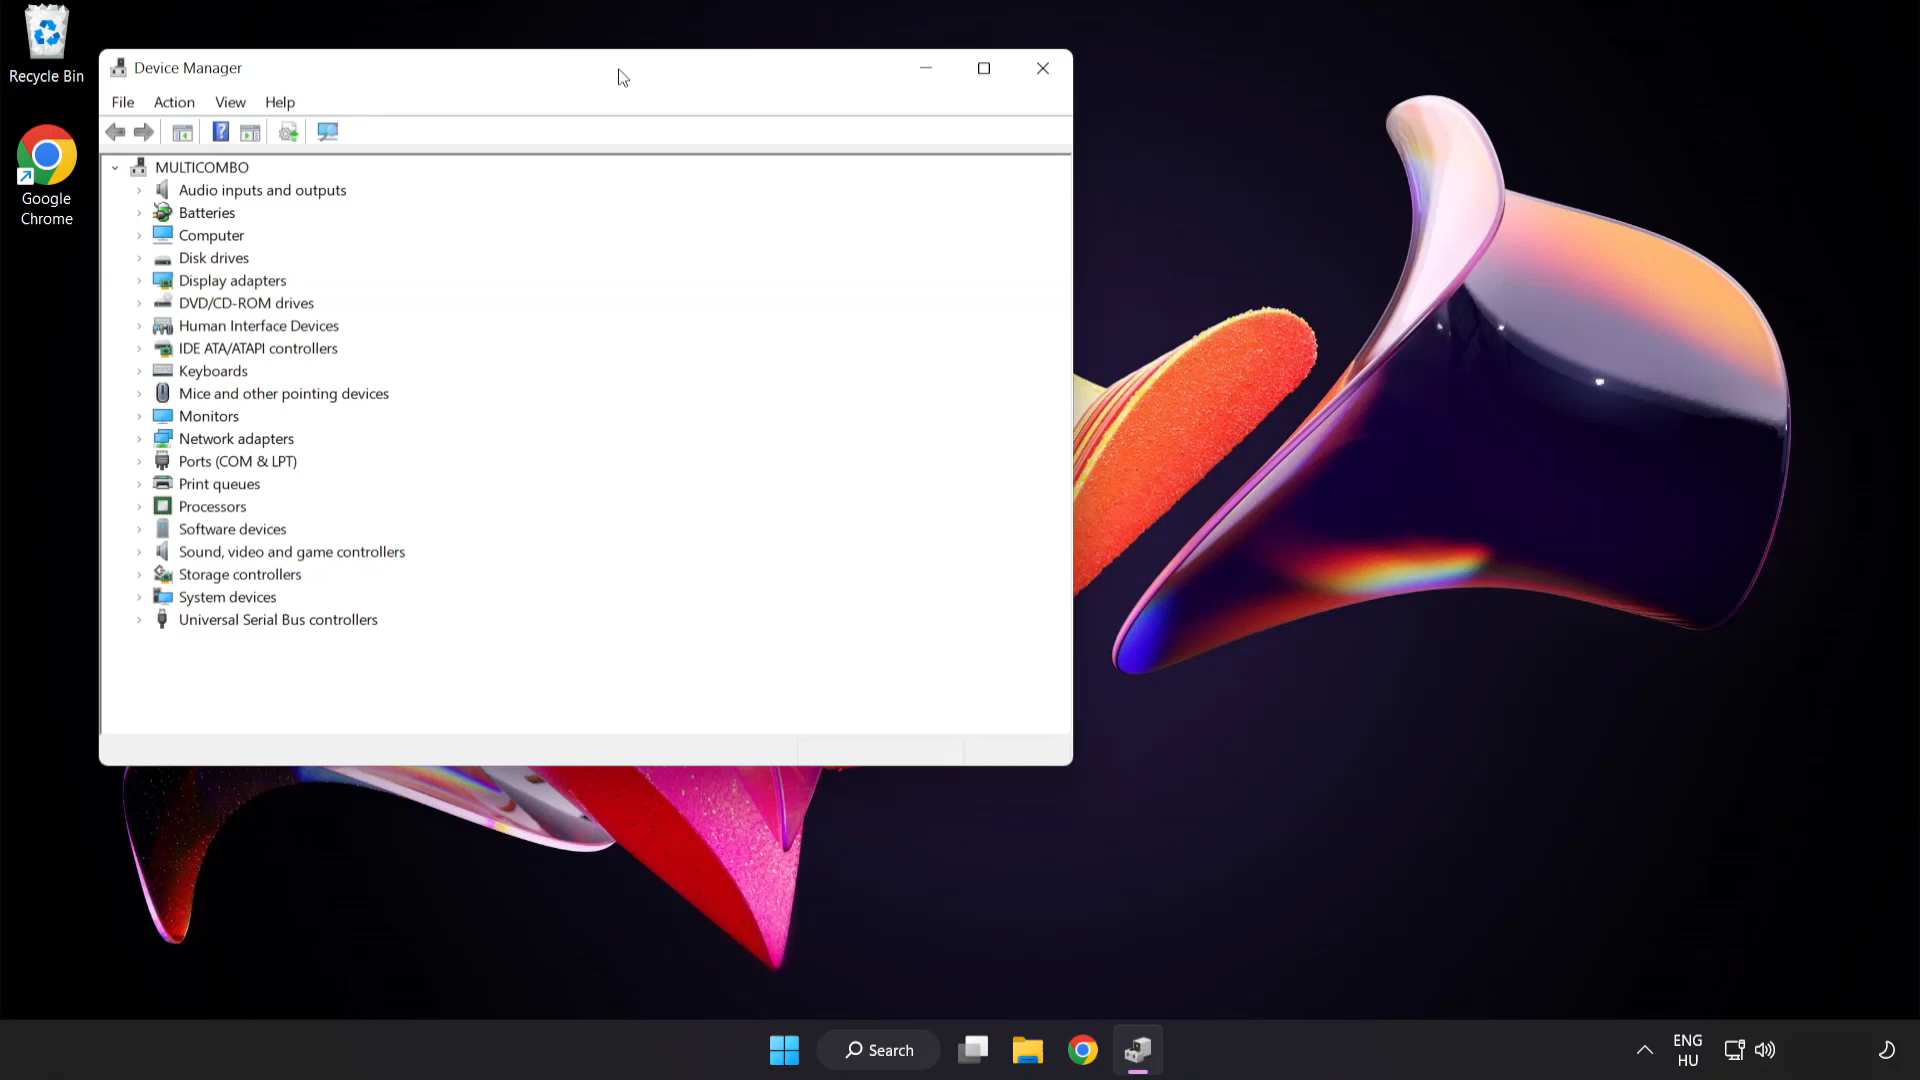 Recycle Bin
Google
Chrome
Device Manager
File Action View Help
MULTICOMBO
Audio inputs and outputs
Batteries
Computer
Disk drives
Display adapters
DVD/CD-ROM drives
Human Interface Devices
IDE ATA/ATAPI controllers
Keyboards
Mice and other pointing devices
Monitors
Network adapters
Ports (COM & LPT)
Print queues
Processors
Software devices
Sound, video and game controllers
Storage controllers
System devices
Universal Serial Bus controllers
Search
ENG
HU